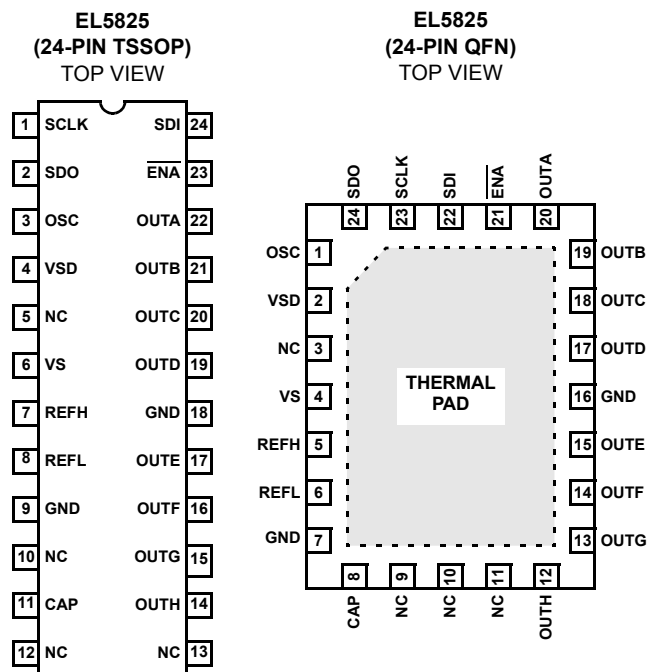 EL5825
(24-PIN TSSOP)
TOP VIEW
1 SCLK SDI 24
2 SDO ENA 23
3 OSC OUTA 22
4 VSD OUTB 21
5 NC OUTC 20
6 VS OUTD 19
7 REFH GND 18
8 REFL OUTE 17
9 GND OUTF 16
10 NC OUTG 15
11 CAP OUTH 14
12 NC NC 13
EL5825
(24-PIN QFN)
TOP VIEW
SDO SCLK SDI ENA OUTA
24 23 22 21 20
OSC 1 19 OUTB
VSD 2 18 OUTC
NC 3 17 OUTD
VS 4 16 GND
REFH 5 15 OUTE
REFL 6 14 OUTF
GND 7 13 OUTG
THERMAL
PAD
8 9 10 11 12
CAP NC NC NC OUTH